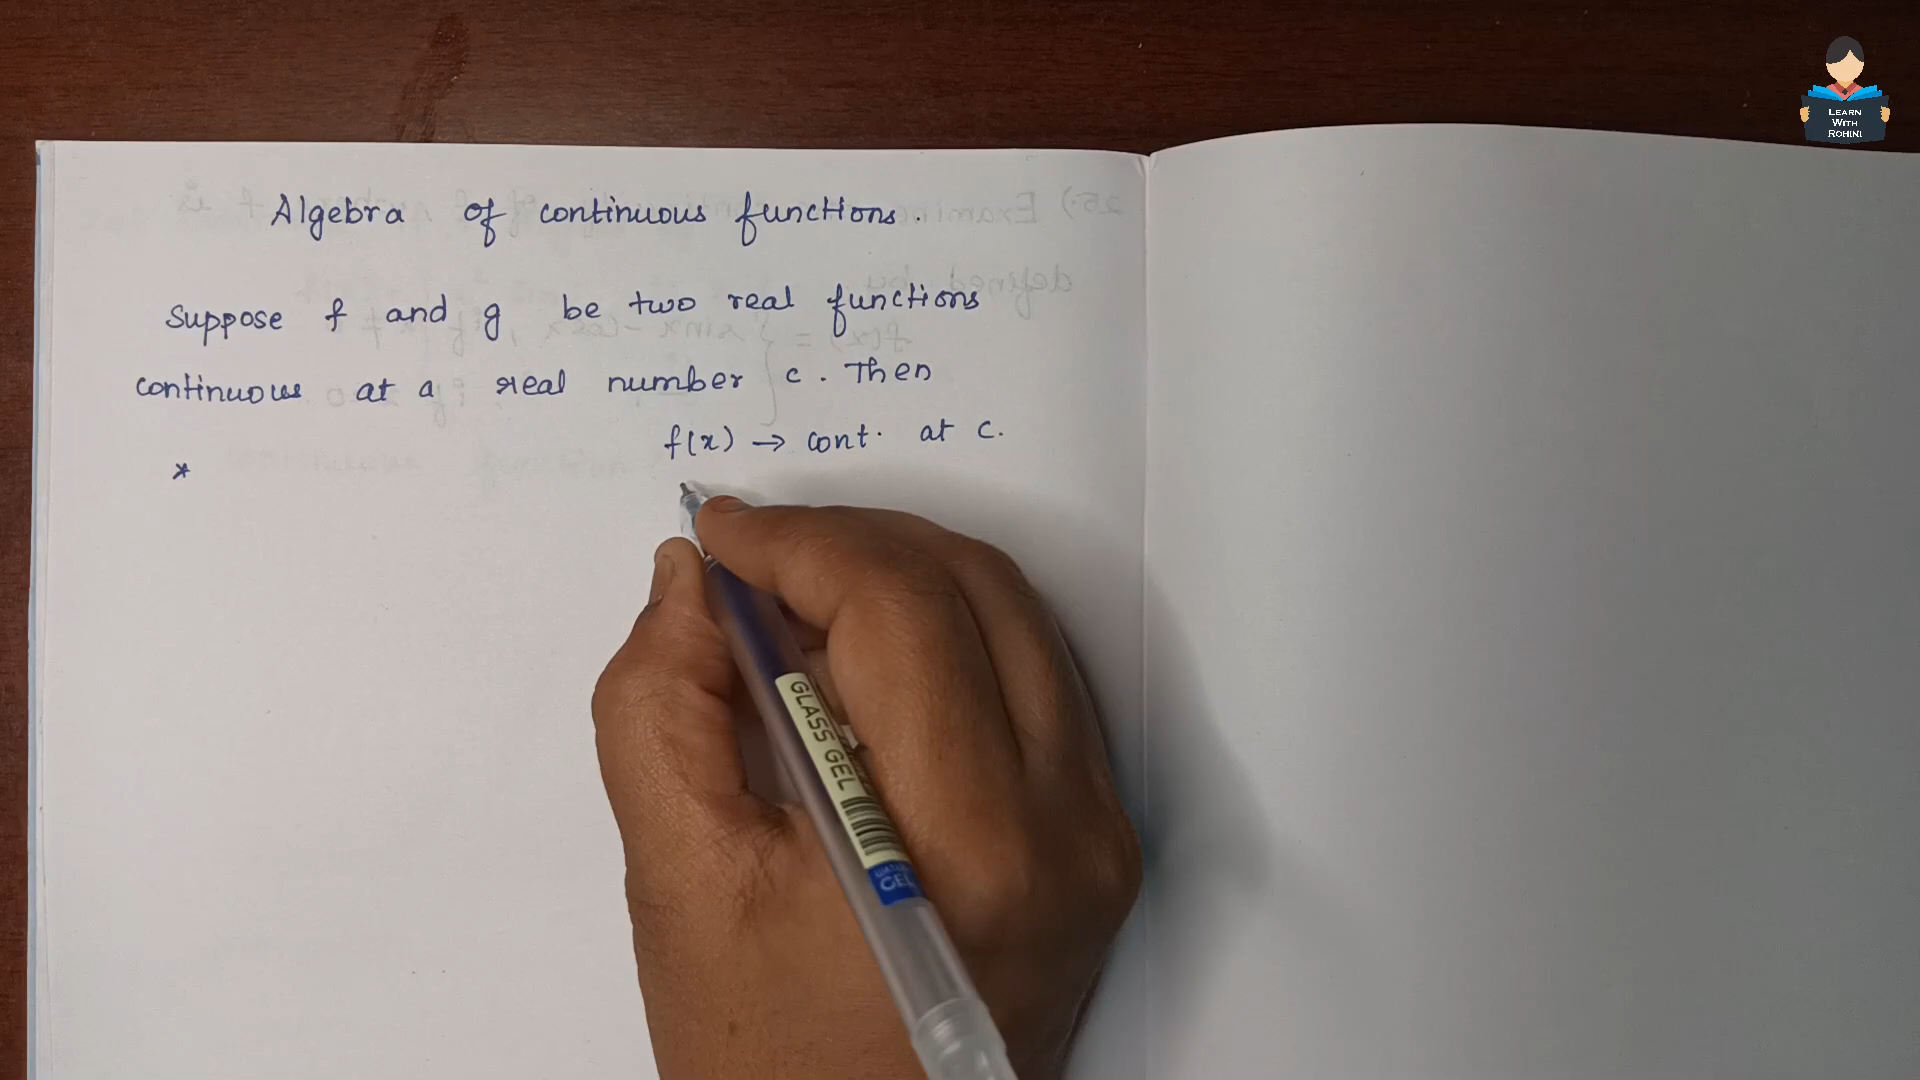 LEARN
WITH
ROHINI
Algebra of continuous functions.
Suppose f and g be two real functions
continuous at a real number c. Then
f(x) → cont. at c.
*
GLASS GEL
GEL